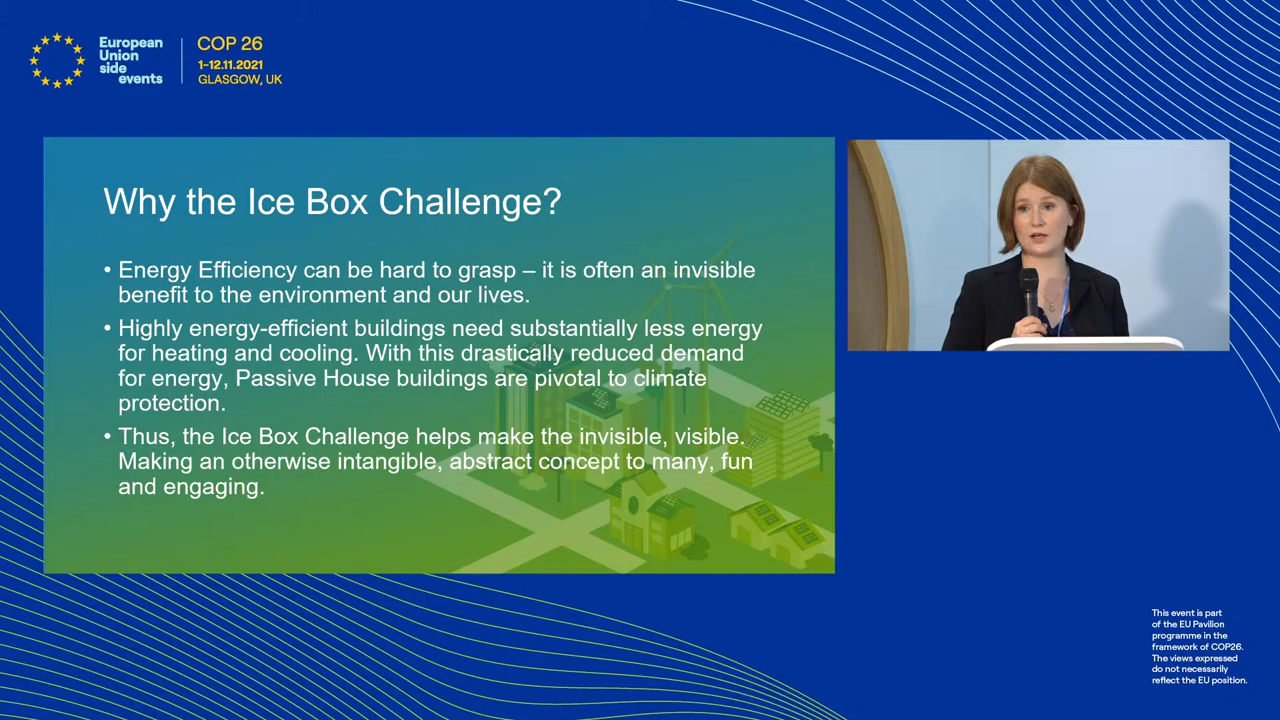 European
Union
side
events
COP 26
1-12.11.2021
GLASGOW, UK
Why the Ice Box Challenge?
• Energy Efficiency can be hard to grasp – it is often an invisible
benefit to the environment and our lives.
• Highly energy-efficient buildings need substantially less energy
for heating and cooling. With this drastically reduced demand
for energy, Passive House buildings are pivotal to climate
protection.
• Thus, the Ice Box Challenge helps make the invisible, visible.
Making an otherwise intangible, abstract concept to many, fun
and engaging.
This event is part
of the EU Pavilion
programme in the
framework of COP26.
The views expressed
do not necessarily
reflect the EU position.